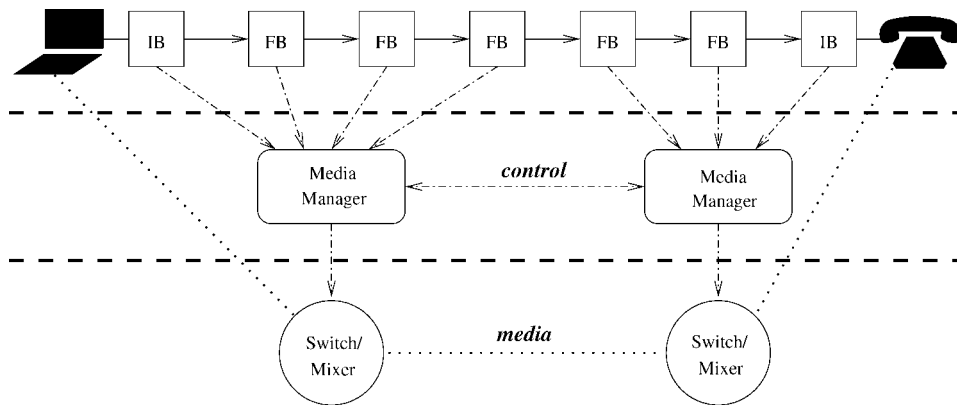 IB
FB
FB
FB
FB
FB
IB
Media
Manager
control
Media
Manager
Switch/
Mixer
media
Switch/
Mixer